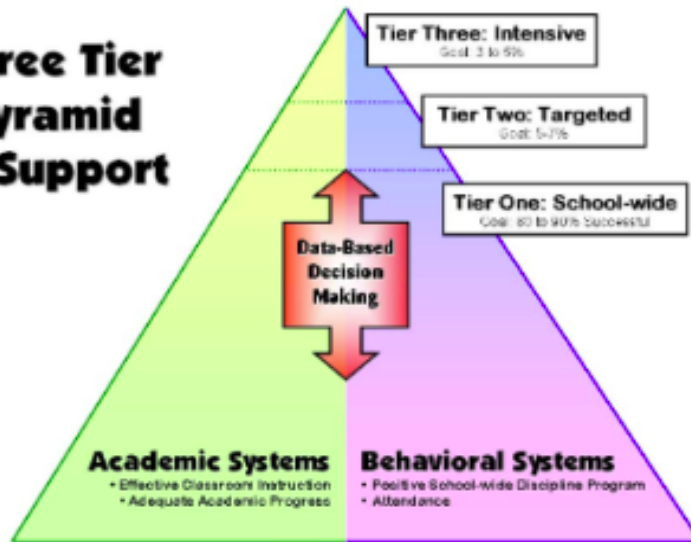 ree Tier
yramid
Support
Tier Three: Intensive
Goal: 3 to 5%
Tier Two: Targeted
Goal: 5-7%
Tier One: School-wide
Goal: 80 to 90% Successful
Data-Based
Decision
Making
Academic Systems
• Effective Classroom Instruction
• Adequate Academic Progress
Behavioral Systems
• Positive School-wide Discipline Program
• Attendance